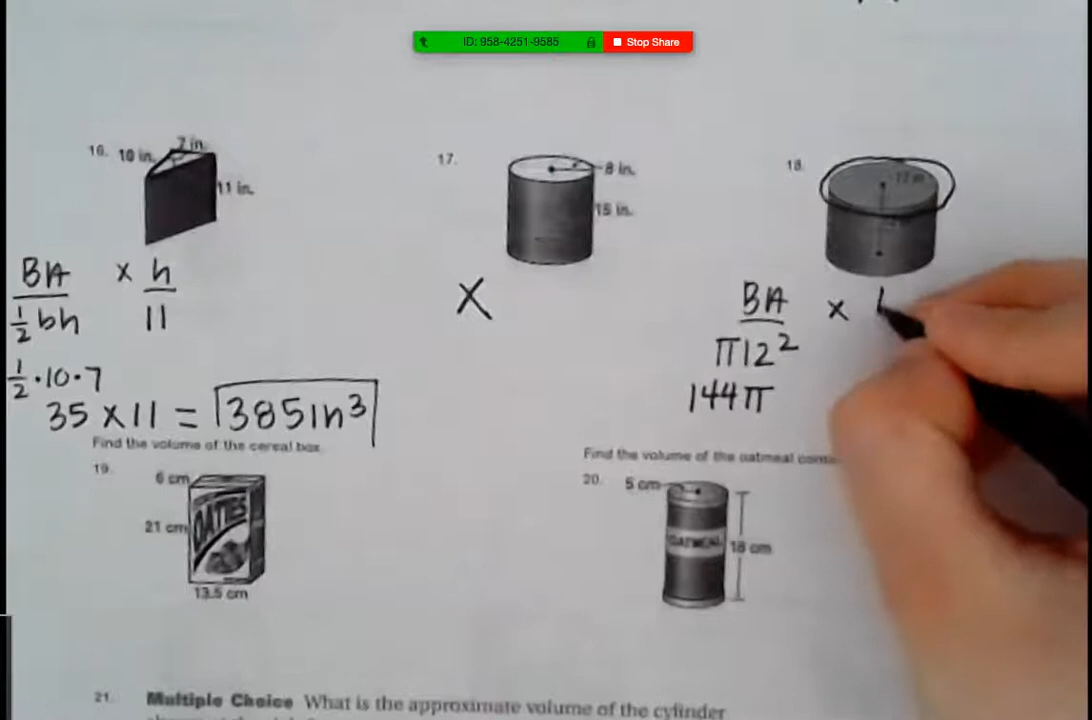 ID: 958-4251-9585 Stop Share
16. 10 in. 7 in.
11 in.
BA x h
1/2 bh 11
1/2 · 10 · 7
35 x 11 = 385 in³
17. 8 in.
15 in.
X
18.
BA x
π12²
144π
Find the volume of the cereal box.
19. 6 cm
21 cm
OATIES
13.5 cm
Find the volume of the oatmeal
20. 5 cm
OATMEAL
18 cm
21. Multiple Choice What is the approximate volume of the cylinder